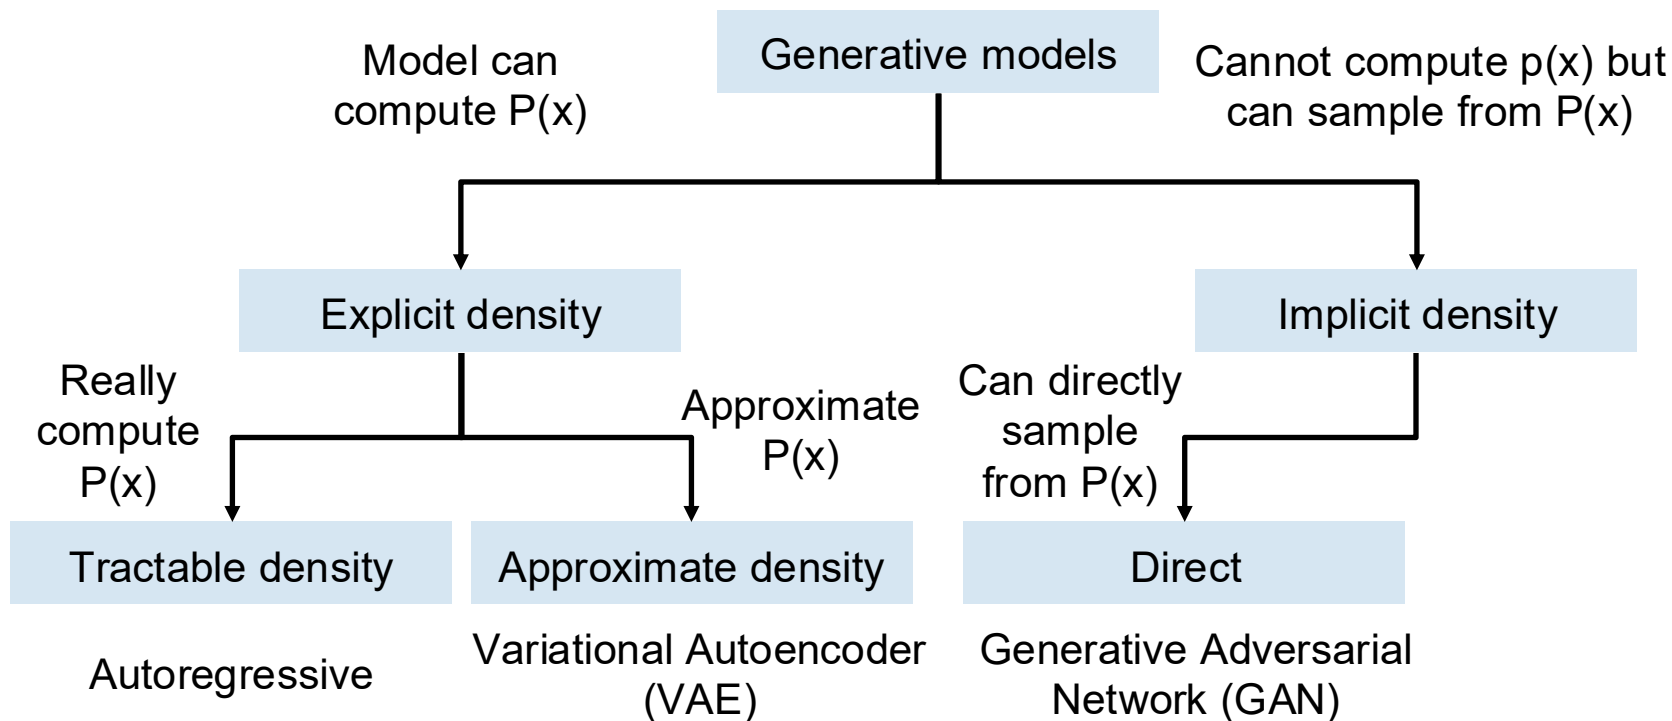 Generative models
Model can
compute P(x)
Cannot compute p(x) but
can sample from P(x)
Explicit density
Implicit density
Really
compute
P(x)
Approximate
P(x)
Can directly
sample
from P(x)
Tractable density
Approximate density
Direct
Autoregressive
Variational Autoencoder
(VAE)
Generative Adversarial
Network (GAN)